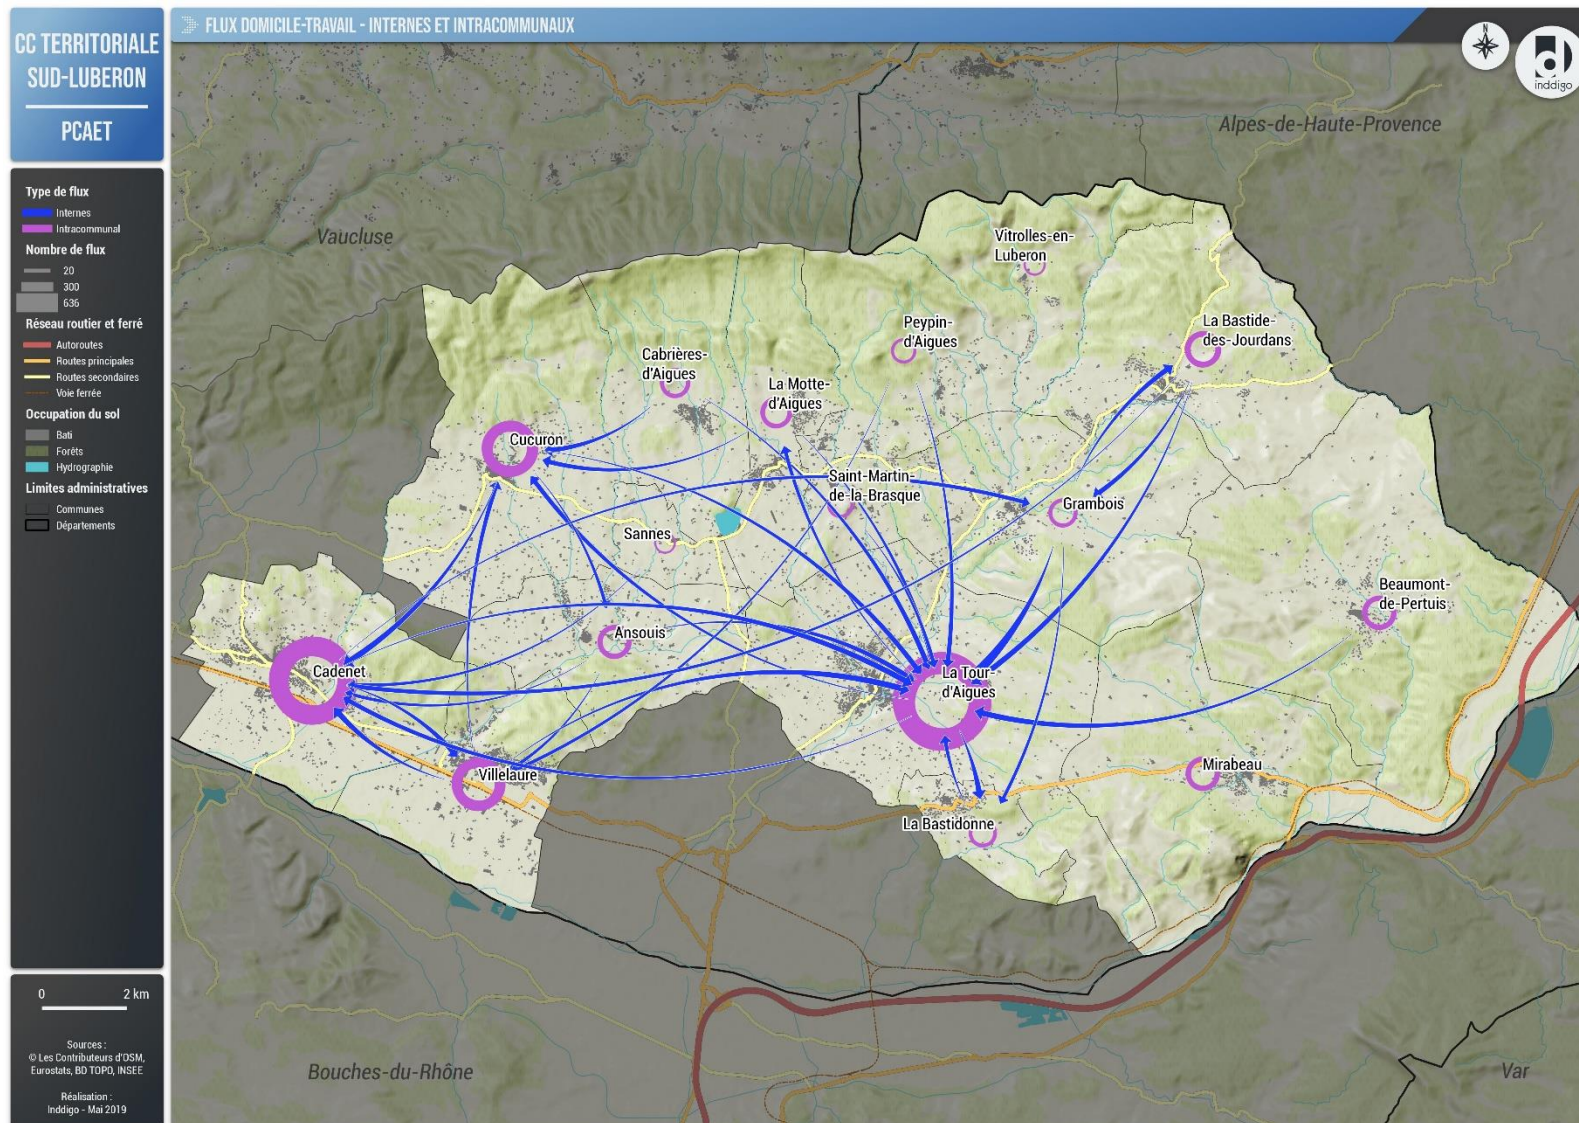 CC TERRITORIALE
SUD-LUBERON
PCAET
FLUX DOMICILE-TRAVAIL - INTERNES ET INTRACOMMUNAUX
N
inddigo
Type de flux
Internes
Intracommunal
Nombre de flux
20
300
636
Réseau routier et ferré
Autoroutes
Routes principales
Routes secondaires
Voie ferrée
Occupation du sol
Bati
Forêts
Hydrographie
Limites administratives
Communes
Départements
0 2 km
Sources :
© Les Contributeurs d'OSM,
Eurostats, BD TOPO, INSEE
Réalisation :
Inddigo - Mai 2019
Alpes-de-Haute-Provence
Vaucluse
Vitrolles-en-
Luberon
Peypin-
d'Aigues
La Bastide-
des-Jourdans
Cabrières-
d'Aigues
La Motte-
d'Aigues
Cucuron
Saint-Martin-
de-la-Brasque
Grambois
Sannes
Beaumont-
de-Pertuis
Ansouis
Cadenet
La Tour-
d'Aigues
Villelaure
Mirabeau
La Bastidonne
Bouches-du-Rhône
Var